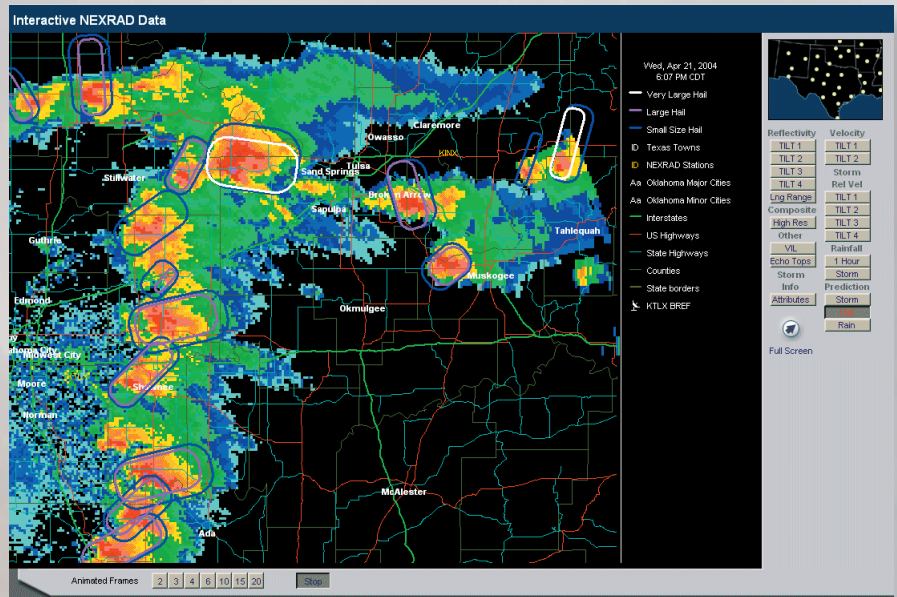 Interactive NEXRAD Data
Wed, Apr 21, 2004
6:07 PM CDT
Very Large Hail
Large Hail
Small Size Hail
ID Texas Towns
ID NEXRAD Stations
Aa Oklahoma Major Cities
Aa Oklahoma Minor Cities
Interstates
US Highways
State Highways
Counties
State borders
KTLX BREF
Claremore
Owasso
KINX
Tulsa
Sand Springs
Stillwater
Broken Arrow
Sapulpa
Tahlequah
Guthrie
Muskogee
Edmond
Okmulgee
Midwest City
Moore
Shawnee
Norman
McAlester
Ada
Reflectivity
TILT 1
TILT 2
TILT 3
TILT 4
Lng Range
Composite
High Res
Other
VIL
Echo Tops
Storm
Info
Attributes
Full Screen
Velocity
TILT 1
TILT 2
Storm
Rel Vel
TILT 1
TILT 2
TILT 3
TILT 4
Rainfall
1 Hour
Storm
Prediction
Storm
Rain
Animated Frames 2 3 4 6 10 15 20 Stop